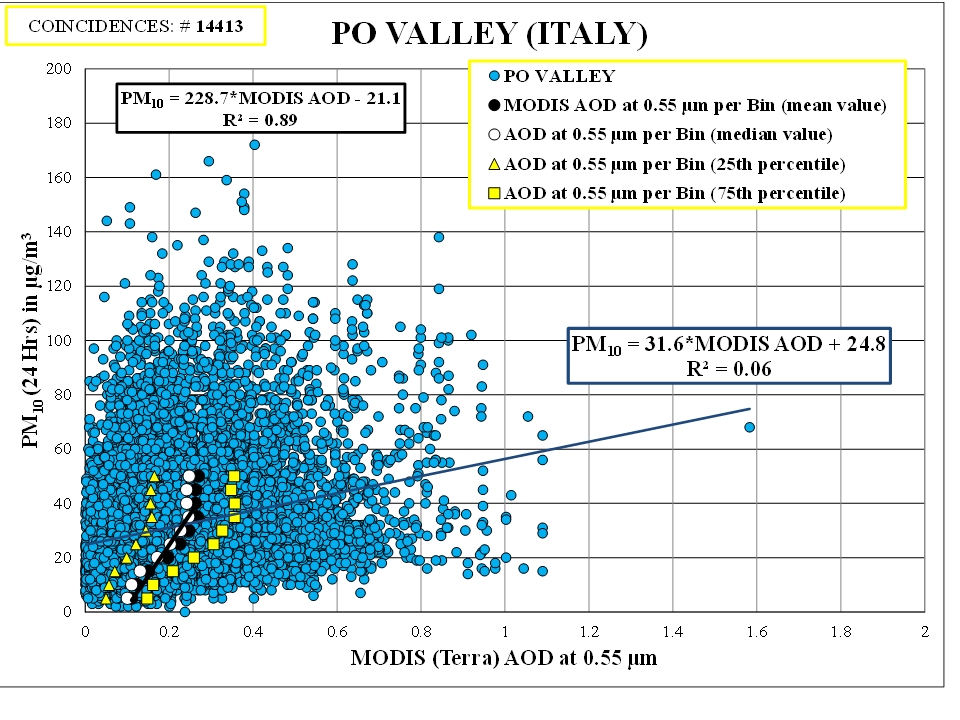 COINCIDENCES: # 14413
PO VALLEY (ITALY)
PM10 = 228.7*MODIS AOD - 21.1
R² = 0.89
PO VALLEY
MODIS AOD at 0.55 µm per Bin (mean value)
AOD at 0.55 µm per Bin (median value)
AOD at 0.55 µm per Bin (25th percentile)
AOD at 0.55 µm per Bin (75th percentile)
PM10 = 31.6*MODIS AOD + 24.8
R² = 0.06
PM10 (24 Hrs) in µg/m³
200
180
160
140
120
100
80
60
40
20
0
0 0.2 0.4 0.6 0.8 1 1.2 1.4 1.6 1.8 2
MODIS (Terra) AOD at 0.55 µm